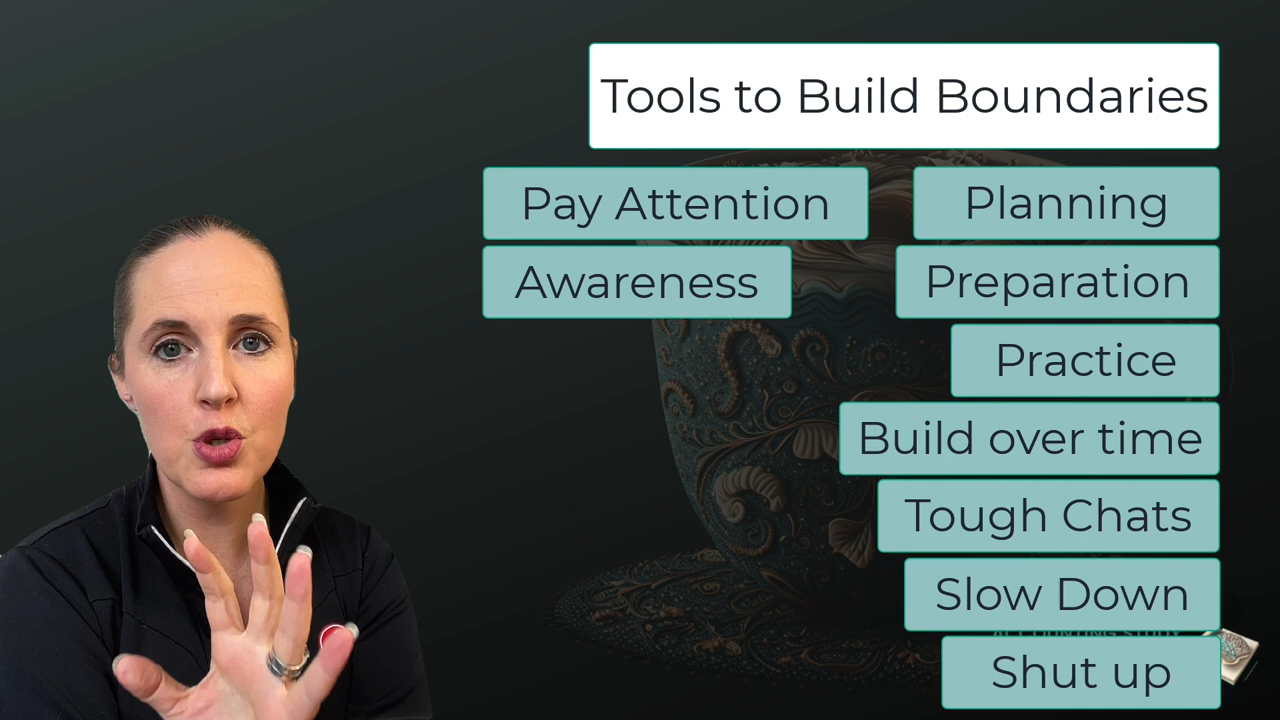 Tools to Build Boundaries
Pay Attention
Planning
Awareness
Preparation
Practice
Build over time
Tough Chats
Slow Down
Shut up